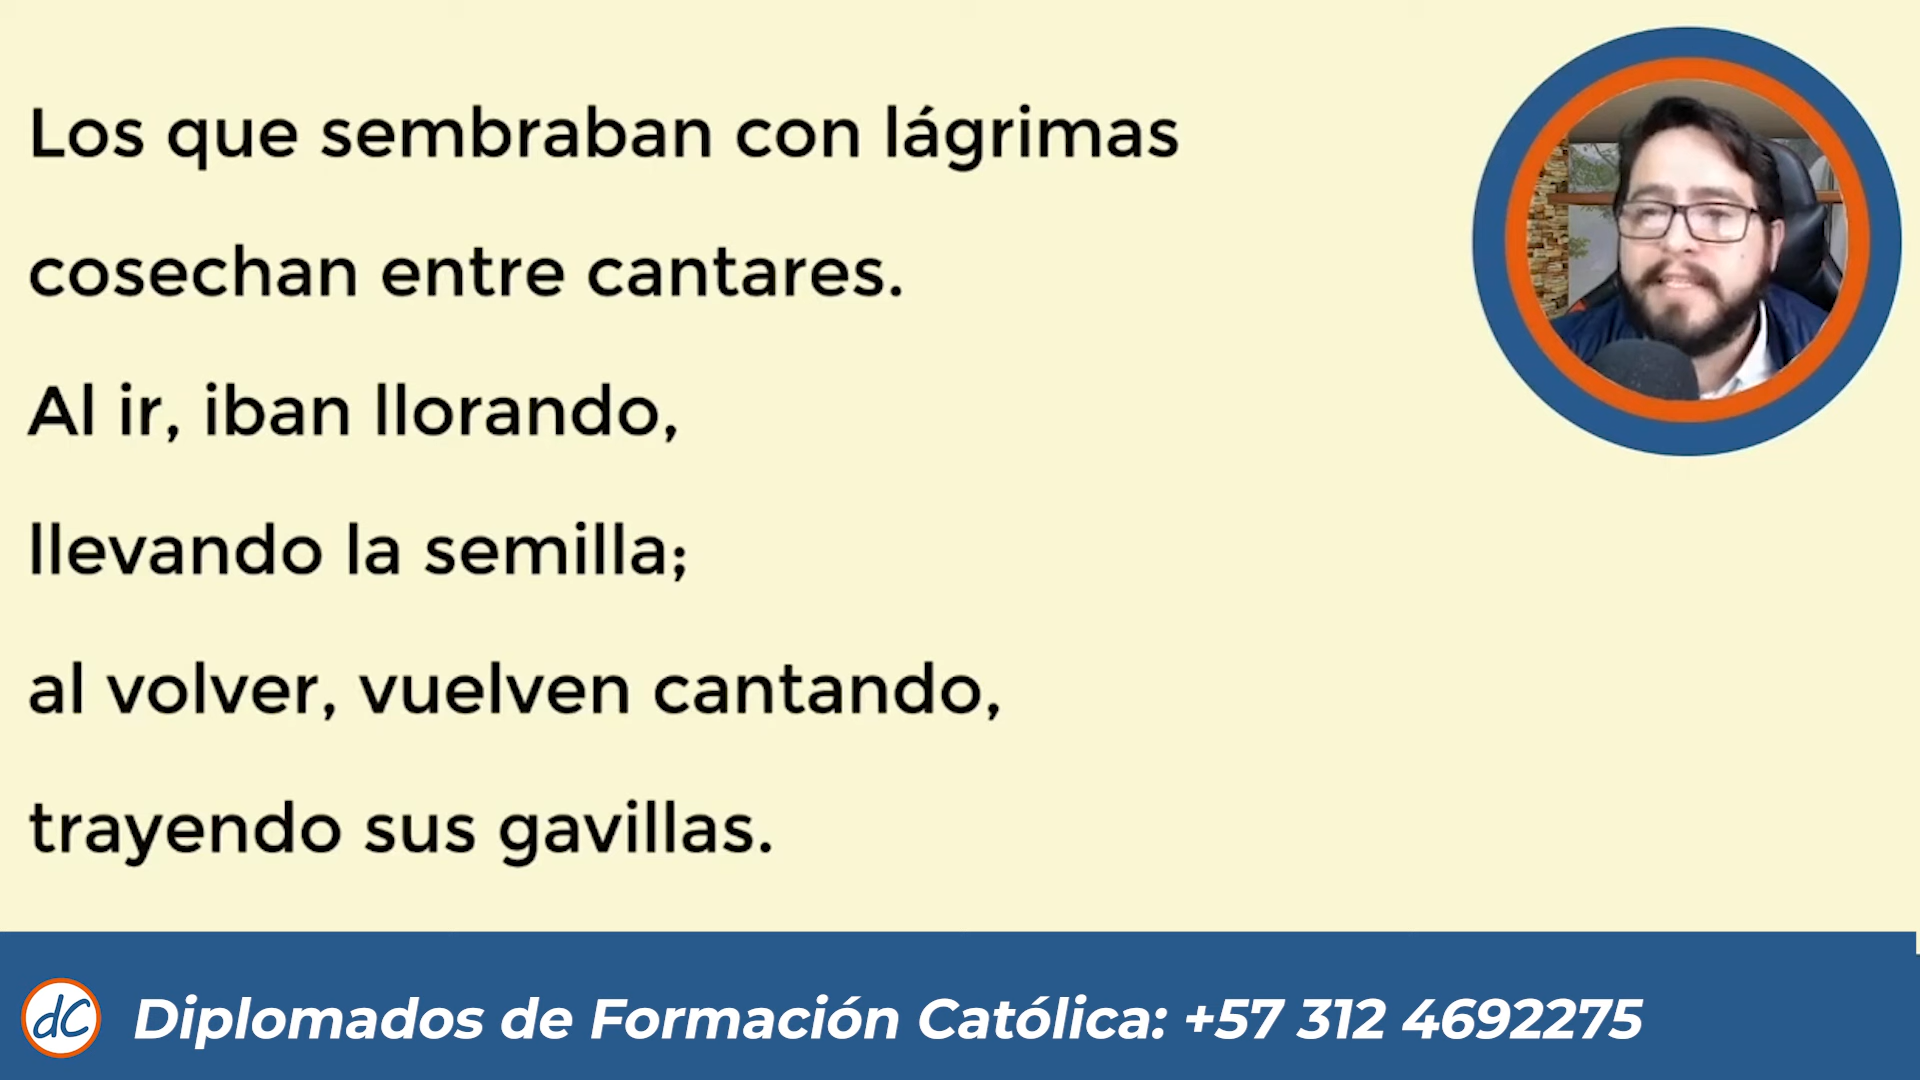 Los que sembraban con lágrimas
cosechan entre cantares.
Al ir, iban llorando,
llevando la semilla;
al volver, vuelven cantando,
trayendo sus gavillas.
dC Diplomados de Formación Católica: +57 312 4692275